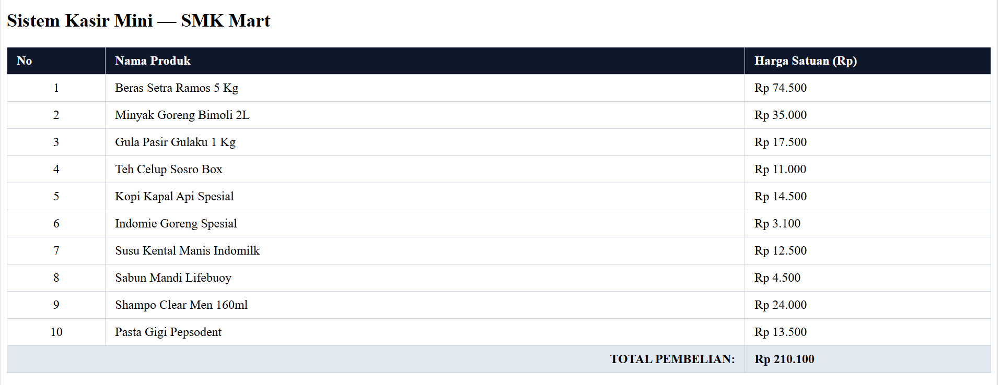 Sistem Kasir Mini — SMK Mart
No Nama Produk Harga Satuan (Rp)
1 Beras Setra Ramos 5 Kg Rp 74.500
2 Minyak Goreng Bimoli 2L Rp 35.000
3 Gula Pasir Gulaku 1 Kg Rp 17.500
4 Teh Celup Sosro Box Rp 11.000
5 Kopi Kapal Api Spesial Rp 14.500
6 Indomie Goreng Spesial Rp 3.100
7 Susu Kental Manis Indomilk Rp 12.500
8 Sabun Mandi Lifebuoy Rp 4.500
9 Shampo Clear Men 160ml Rp 24.000
10 Pasta Gigi Pepsodent Rp 13.500
TOTAL PEMBELIAN: Rp 210.100